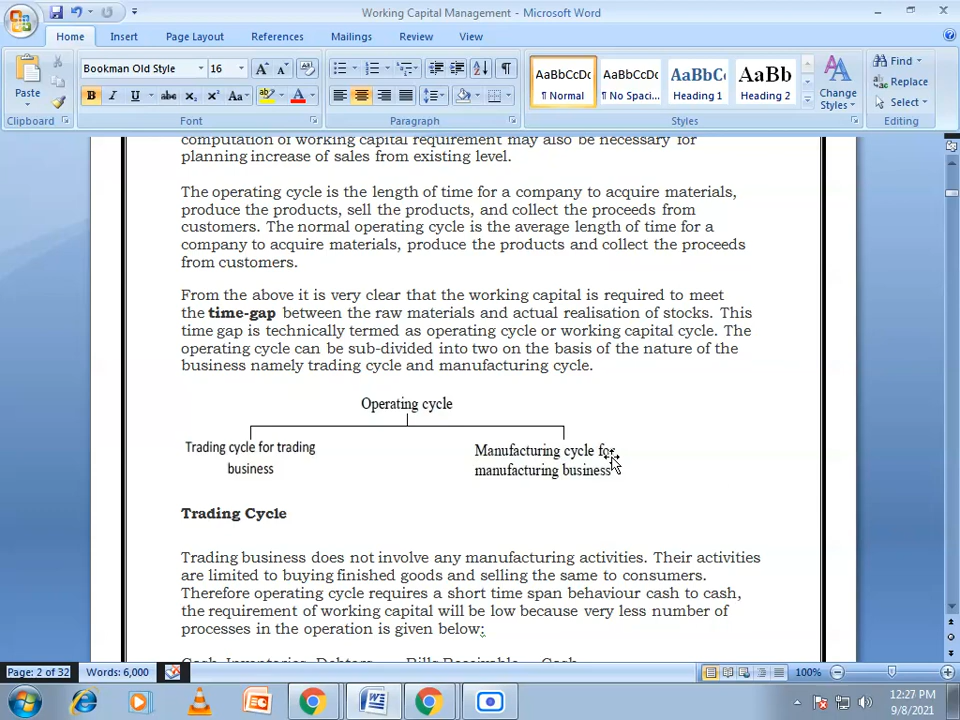 Working Capital Management - Microsoft Word
Home Insert Page Layout References Mailings Review View
Paste
Clipboard
Bookman Old Style 16
B I U abc X₂ X² Aa A
Font
Paragraph
AaBbCcDc AaBbCcDc AaBbC AaBb
¶ Normal ¶ No Spaci... Heading 1 Heading 2
Change Styles
Styles
Find
Replace
Select
Editing
computation of working capital requirement may also be necessary for
planning increase of sales from existing level.
The operating cycle is the length of time for a company to acquire materials,
produce the products, sell the products, and collect the proceeds from
customers. The normal operating cycle is the average length of time for a
company to acquire materials, produce the products and collect the proceeds
from customers.
From the above it is very clear that the working capital is required to meet
the time-gap between the raw materials and actual realisation of stocks. This
time gap is technically termed as operating cycle or working capital cycle. The
operating cycle can be sub-divided into two on the basis of the nature of the
business namely trading cycle and manufacturing cycle.
Operating cycle
Trading cycle for trading
business
Manufacturing cycle for
manufacturing business
Trading Cycle
Trading business does not involve any manufacturing activities. Their activities
are limited to buying finished goods and selling the same to consumers.
Therefore operating cycle requires a short time span behaviour cash to cash,
the requirement of working capital will be low because very less number of
processes in the operation is given below:
Cash Inventories Debtors Bills Receivable Cash
Page: 2 of 32 Words: 6,000 100%
12:27 PM
9/8/2021